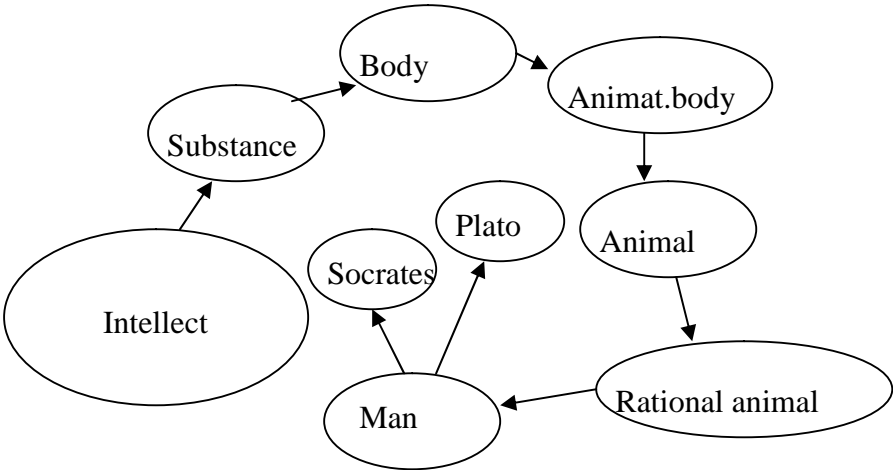 Body
Animat.body
Substance
Plato
Animal
Socrates
Intellect
Rational animal
Man